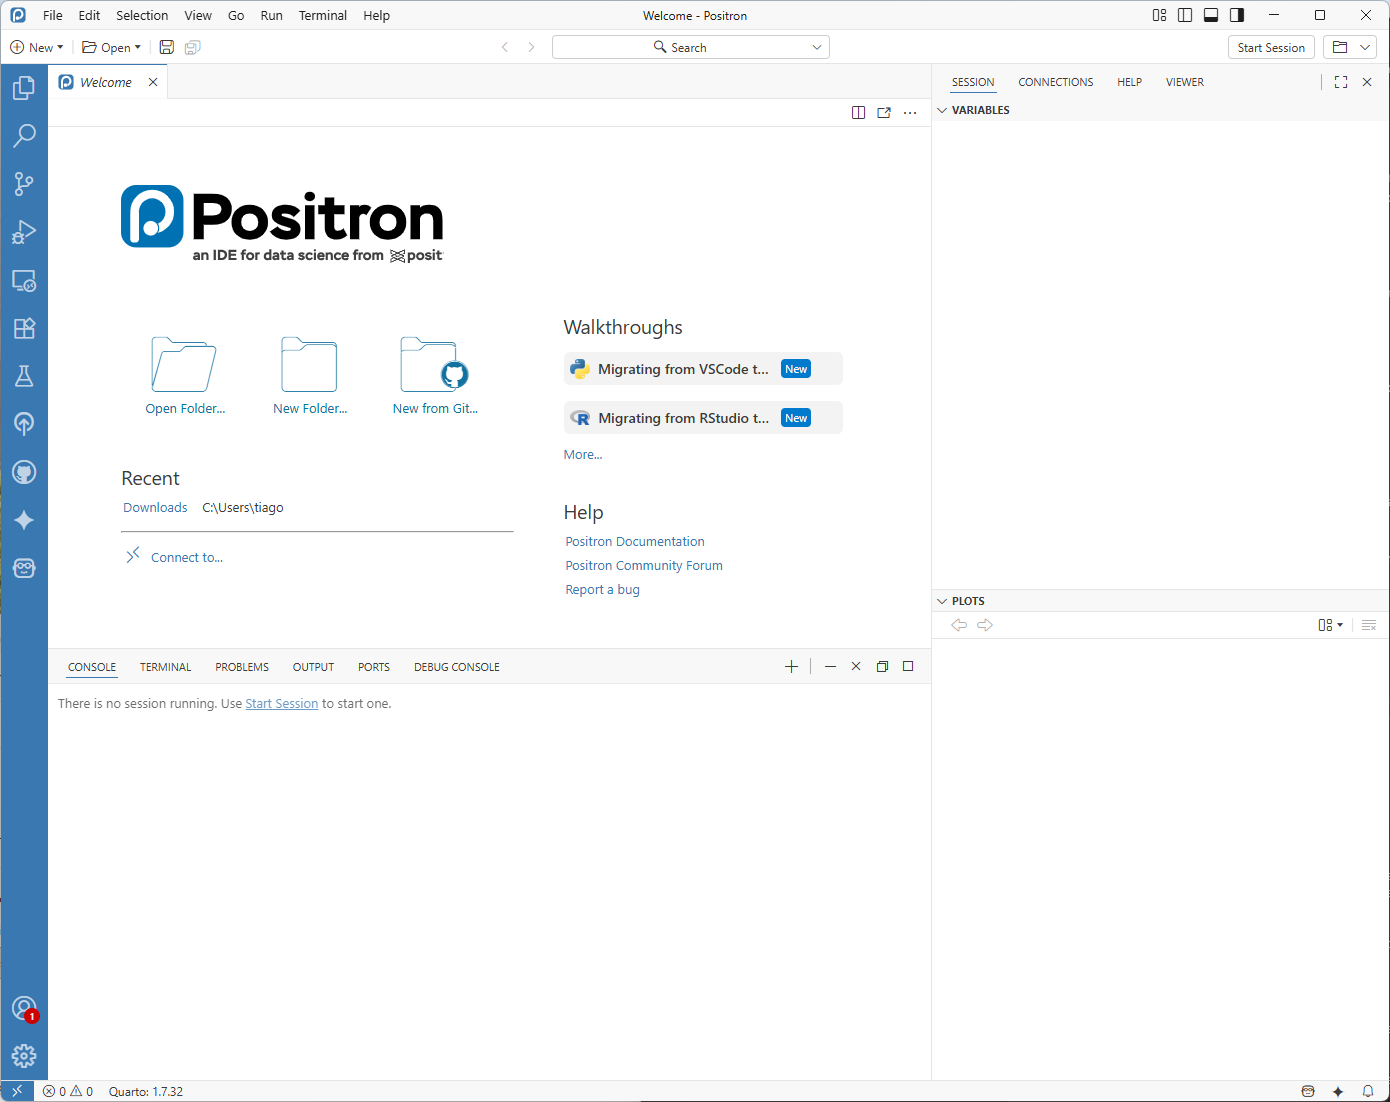 File Edit Selection View Go Run Terminal Help
Welcome - Positron
New
Open
Search
Start Session
Welcome
SESSION CONNECTIONS HELP VIEWER
VARIABLES
Positron
an IDE for data science from posit
Open Folder...
New Folder...
New from Git...
Walkthroughs
Migrating from VSCode t... New
Migrating from RStudio t... New
More...
Recent
Downloads C:\Users\tiago
Connect to...
Help
Positron Documentation
Positron Community Forum
Report a bug
PLOTS
CONSOLE TERMINAL PROBLEMS OUTPUT PORTS DEBUG CONSOLE
There is no session running. Use Start Session to start one.
1
0 0 Quarto: 1.7.32